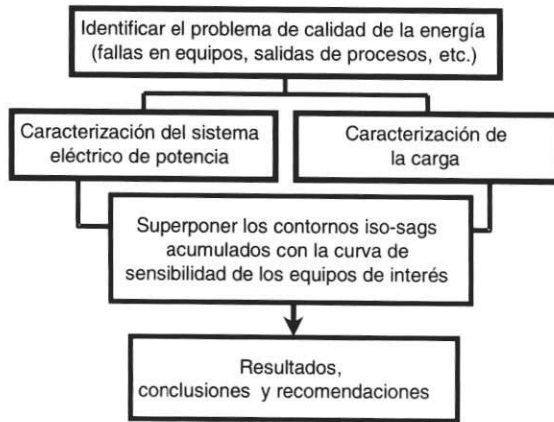 Identificar el problema de calidad de la energía
(fallas en equipos, salidas de procesos, etc.)
Caracterización del sistema
eléctrico de potencia
Caracterización de
la carga
Superponer los contornos iso-sags
acumulados con la curva de
sensibilidad de los equipos de interés
Resultados,
conclusiones y recomendaciones